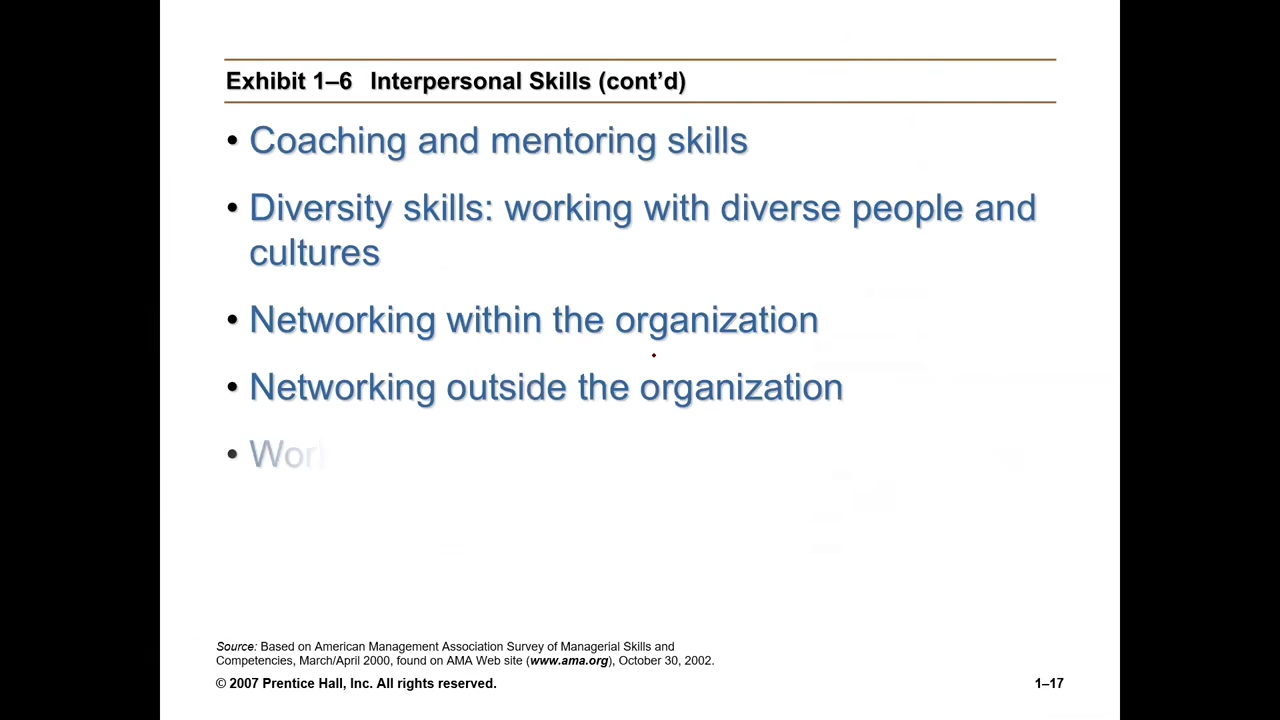 Exhibit 1–6 Interpersonal Skills (cont’d)
• Coaching and mentoring skills
• Diversity skills: working with diverse people and
cultures
• Networking within the organization
• Networking outside the organization
• Work
Source: Based on American Management Association Survey of Managerial Skills and
Competencies, March/April 2000, found on AMA Web site (www.ama.org), October 30, 2002.
© 2007 Prentice Hall, Inc. All rights reserved.
1–17